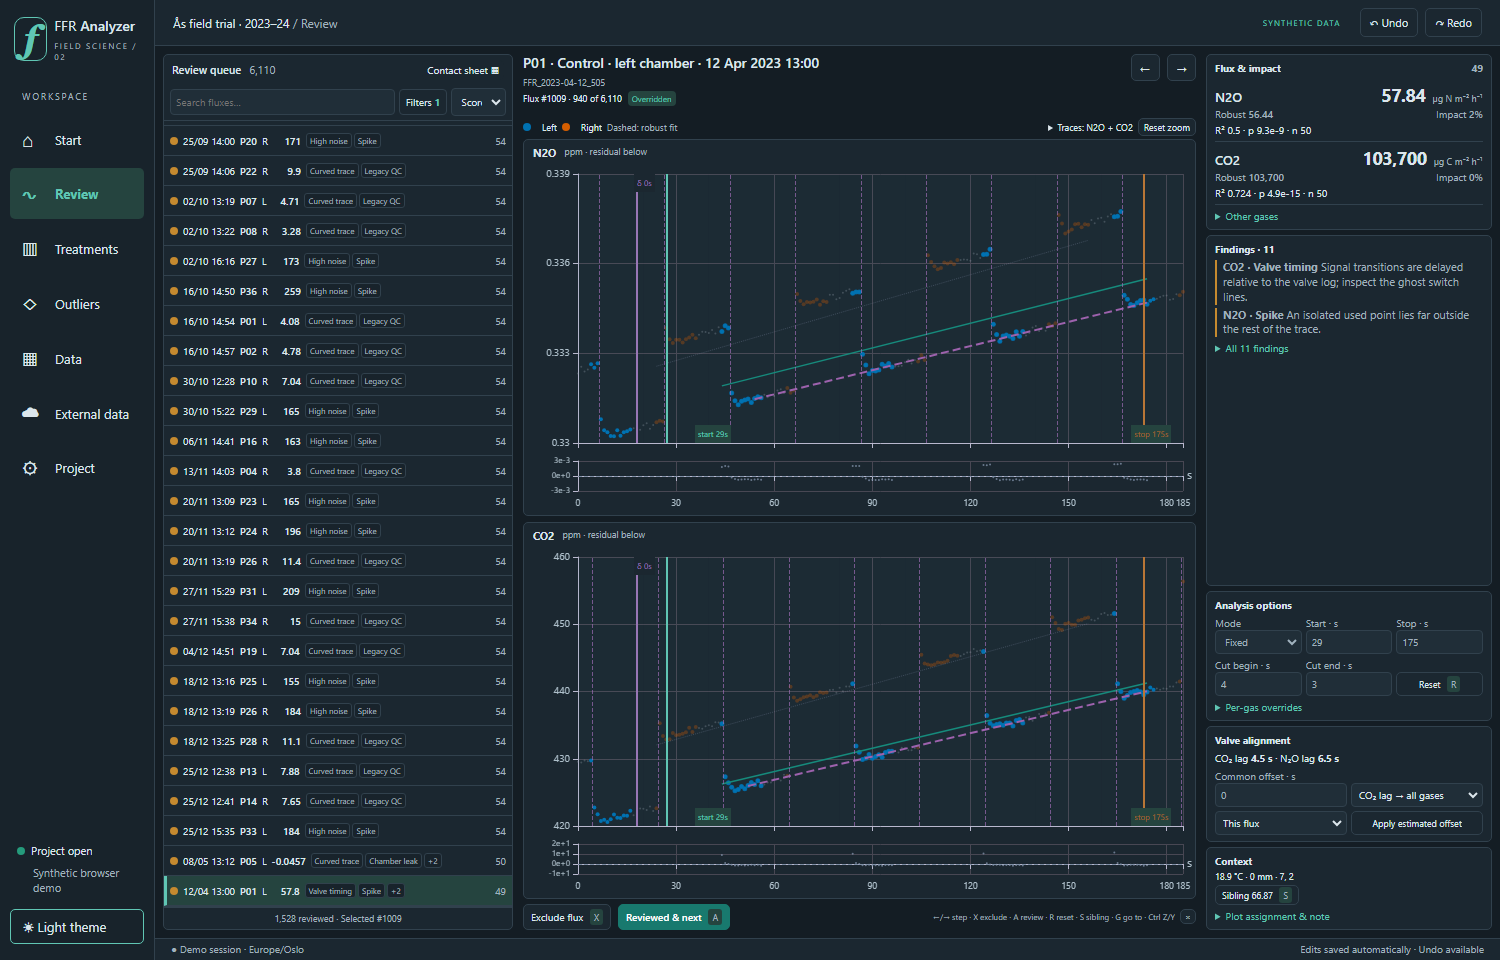 FFR Analyzer
FIELD SCIENCE / 02
WORKSPACE
Start
Review
Treatments
Outliers
Data
External data
Project
Project open
Synthetic browser demo
Light theme
Ås field trial · 2023–24 / Review
SYNTHETIC DATA
↶ Undo
↷ Redo
Review queue 6,110
Contact sheet
Search fluxes...
Filters 1
Scor
25/09 14:00 P20 R 171 High noise Spike 54
25/09 14:06 P22 R 9.9 Curved trace Legacy QC 54
02/10 13:19 P07 L 4.71 Curved trace Legacy QC 54
02/10 13:22 P08 R 3.28 Curved trace Legacy QC 54
02/10 16:16 P27 L 173 High noise Spike 54
16/10 14:50 P36 R 259 High noise Spike 54
16/10 14:54 P01 L 4.08 Curved trace Legacy QC 54
16/10 14:57 P02 L 4.78 Curved trace Legacy QC 54
30/10 12:28 P10 L 7.04 Curved trace Legacy QC 54
30/10 15:22 P29 L 165 High noise Spike 54
06/11 14:41 P16 R 163 High noise Spike 54
13/11 14:03 P04 R 3.8 Curved trace Legacy QC 54
20/11 13:09 P23 L 165 High noise Spike 54
20/11 13:12 P24 R 196 High noise Spike 54
20/11 13:19 P26 R 11.4 Curved trace Legacy QC 54
27/11 15:29 P31 L 209 High noise Spike 54
27/11 15:38 P34 R 15 Curved trace Legacy QC 54
04/12 14:51 P19 L 7.04 Curved trace Legacy QC 54
18/12 13:16 P25 L 155 High noise Spike 54
18/12 13:19 P26 R 184 High noise Spike 54
18/12 13:25 P28 R 11.1 Curved trace Legacy QC 54
25/12 12:38 P13 L 7.88 Curved trace Legacy QC 54
25/12 12:41 P14 R 7.65 Curved trace Legacy QC 54
25/12 15:35 P33 L 184 High noise Spike 54
08/05 13:12 P05 L -0.0457 Curved trace Chamber leak +2 50
12/04 13:00 P01 L 57.8 Valve timing Spike +2 49
1,528 reviewed · Selected #1009
P01 · Control · left chamber · 12 Apr 2023 13:00
FFR_2023-04-12_505
Flux #1009 · 940 of 6,110 Overridden
← →
Left Right Dashed: robust fit
Traces: N2O + CO2 Reset zoom
N2O ppm · residual below
0.339
δ 0s
0.336
0.333
0.33
start 29s
stop 175s
3e-3
0e+0
-3e-3
s
0 30 60 90 120 150 180 185
CO2 ppm · residual below
460
δ 0s
450
440
430
420
start 29s
stop 175s
2e+1
1e+1
0e+0
-1e+1
s
0 30 60 90 120 150 180 185
Exclude flux X
Reviewed & next A
←/→ step · X exclude · A review · R reset · S sibling · G go to · Ctrl Z/Y ×
Flux & impact 49
N2O 57.84 µg N m⁻² h⁻¹
Robust 56.44 Impact 2%
R² 0.5 · p 9.3e-9 · n 50
CO2 103,700 µg C m⁻² h⁻¹
Robust 103,700 Impact 0%
R² 0.724 · p 4.9e-15 · n 50
Other gases
Findings · 11
CO2 · Valve timing Signal transitions are delayed
relative to the valve log; inspect the ghost switch
lines.
N2O · Spike An isolated used point lies far outside
the rest of the trace.
All 11 findings
Analysis options
Mode Start · s Stop · s
Fixed 29 175
Cut begin · s Cut end · s
4 3 Reset R
Per-gas overrides
Valve alignment
CO₂ lag 4.5 s · N₂O lag 6.5 s
Common offset · s
0 CO₂ lag → all gases
This flux Apply estimated offset
Context
18.9 °C · 0 mm · 7, 2
Sibling 66.87 S
Plot assignment & note
Demo session · Europe/Oslo
Edits saved automatically · Undo available